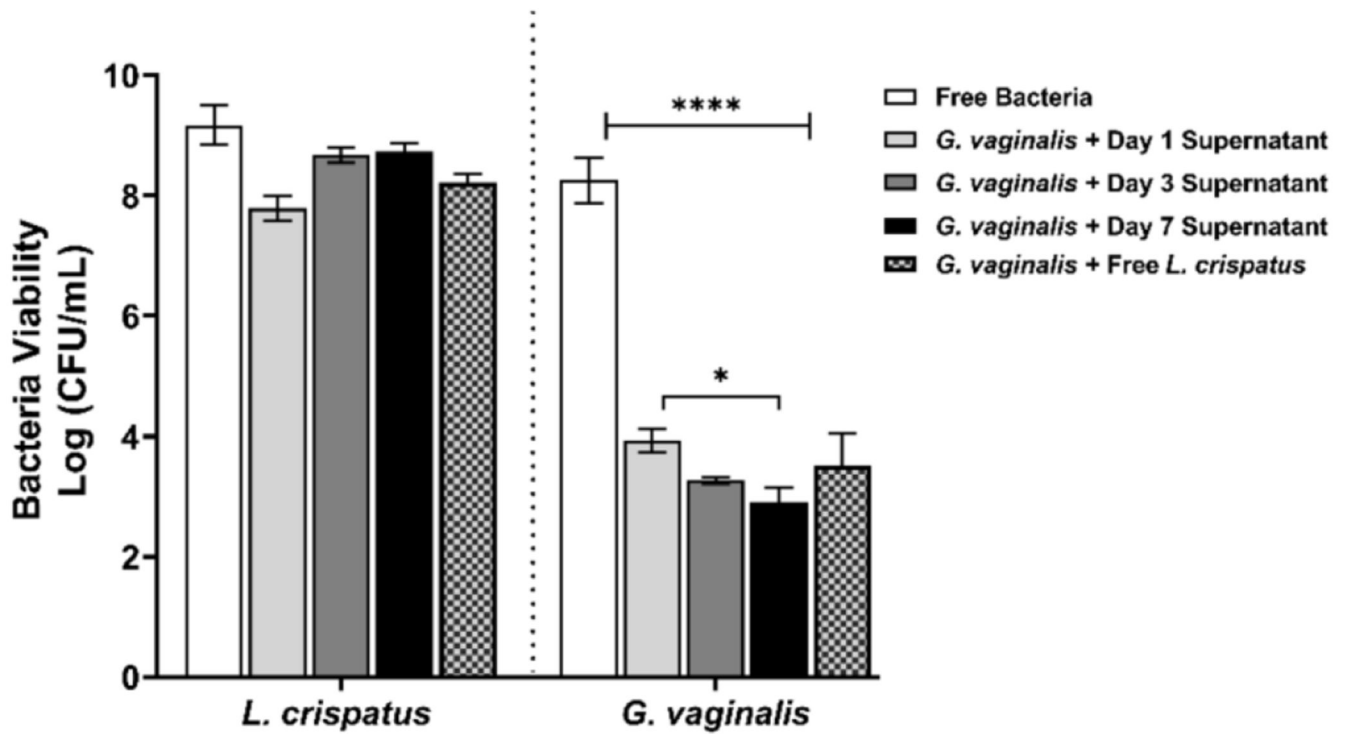 Bacteria Viability
Log (CFU/mL)
10
8
6
4
2
0
****
*
L. crispatus
G. vaginalis
Free Bacteria
G. vaginalis + Day 1 Supernatant
G. vaginalis + Day 3 Supernatant
G. vaginalis + Day 7 Supernatant
G. vaginalis + Free L. crispatus